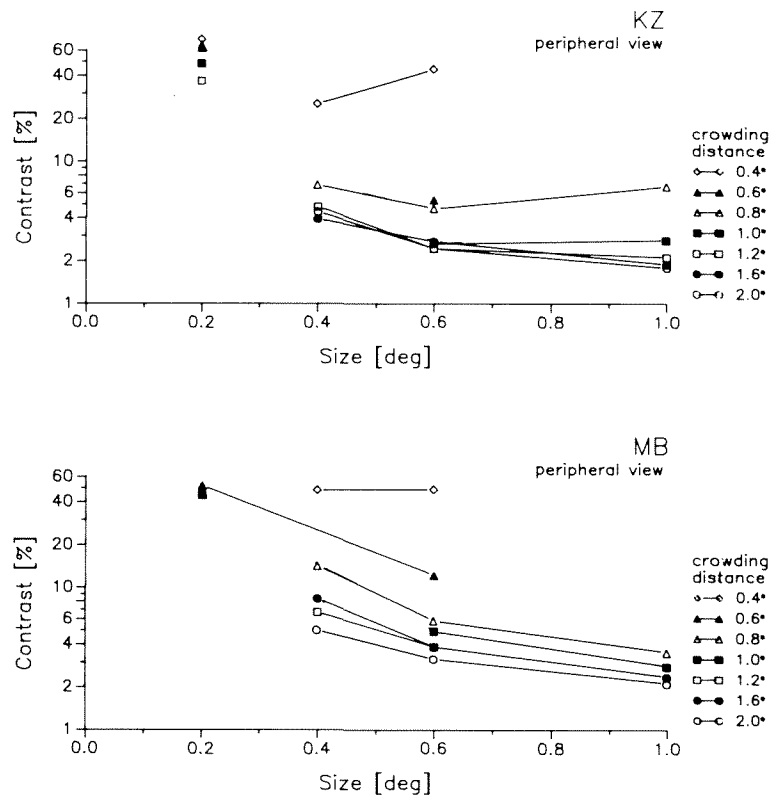 KZ
peripheral view
60
40
20
10
6
4
2
1
Contrast [%]
0.0 0.2 0.4 0.6 0.8 1.0
Size [deg]
crowding
distance
0.4°
0.6°
0.8°
1.0°
1.2°
1.6°
2.0°
MB
peripheral view
60
40
20
10
6
4
2
1
Contrast [%]
0.0 0.2 0.4 0.6 0.8 1.0
Size [deg]
crowding
distance
0.4°
0.6°
0.8°
1.0°
1.2°
1.6°
2.0°